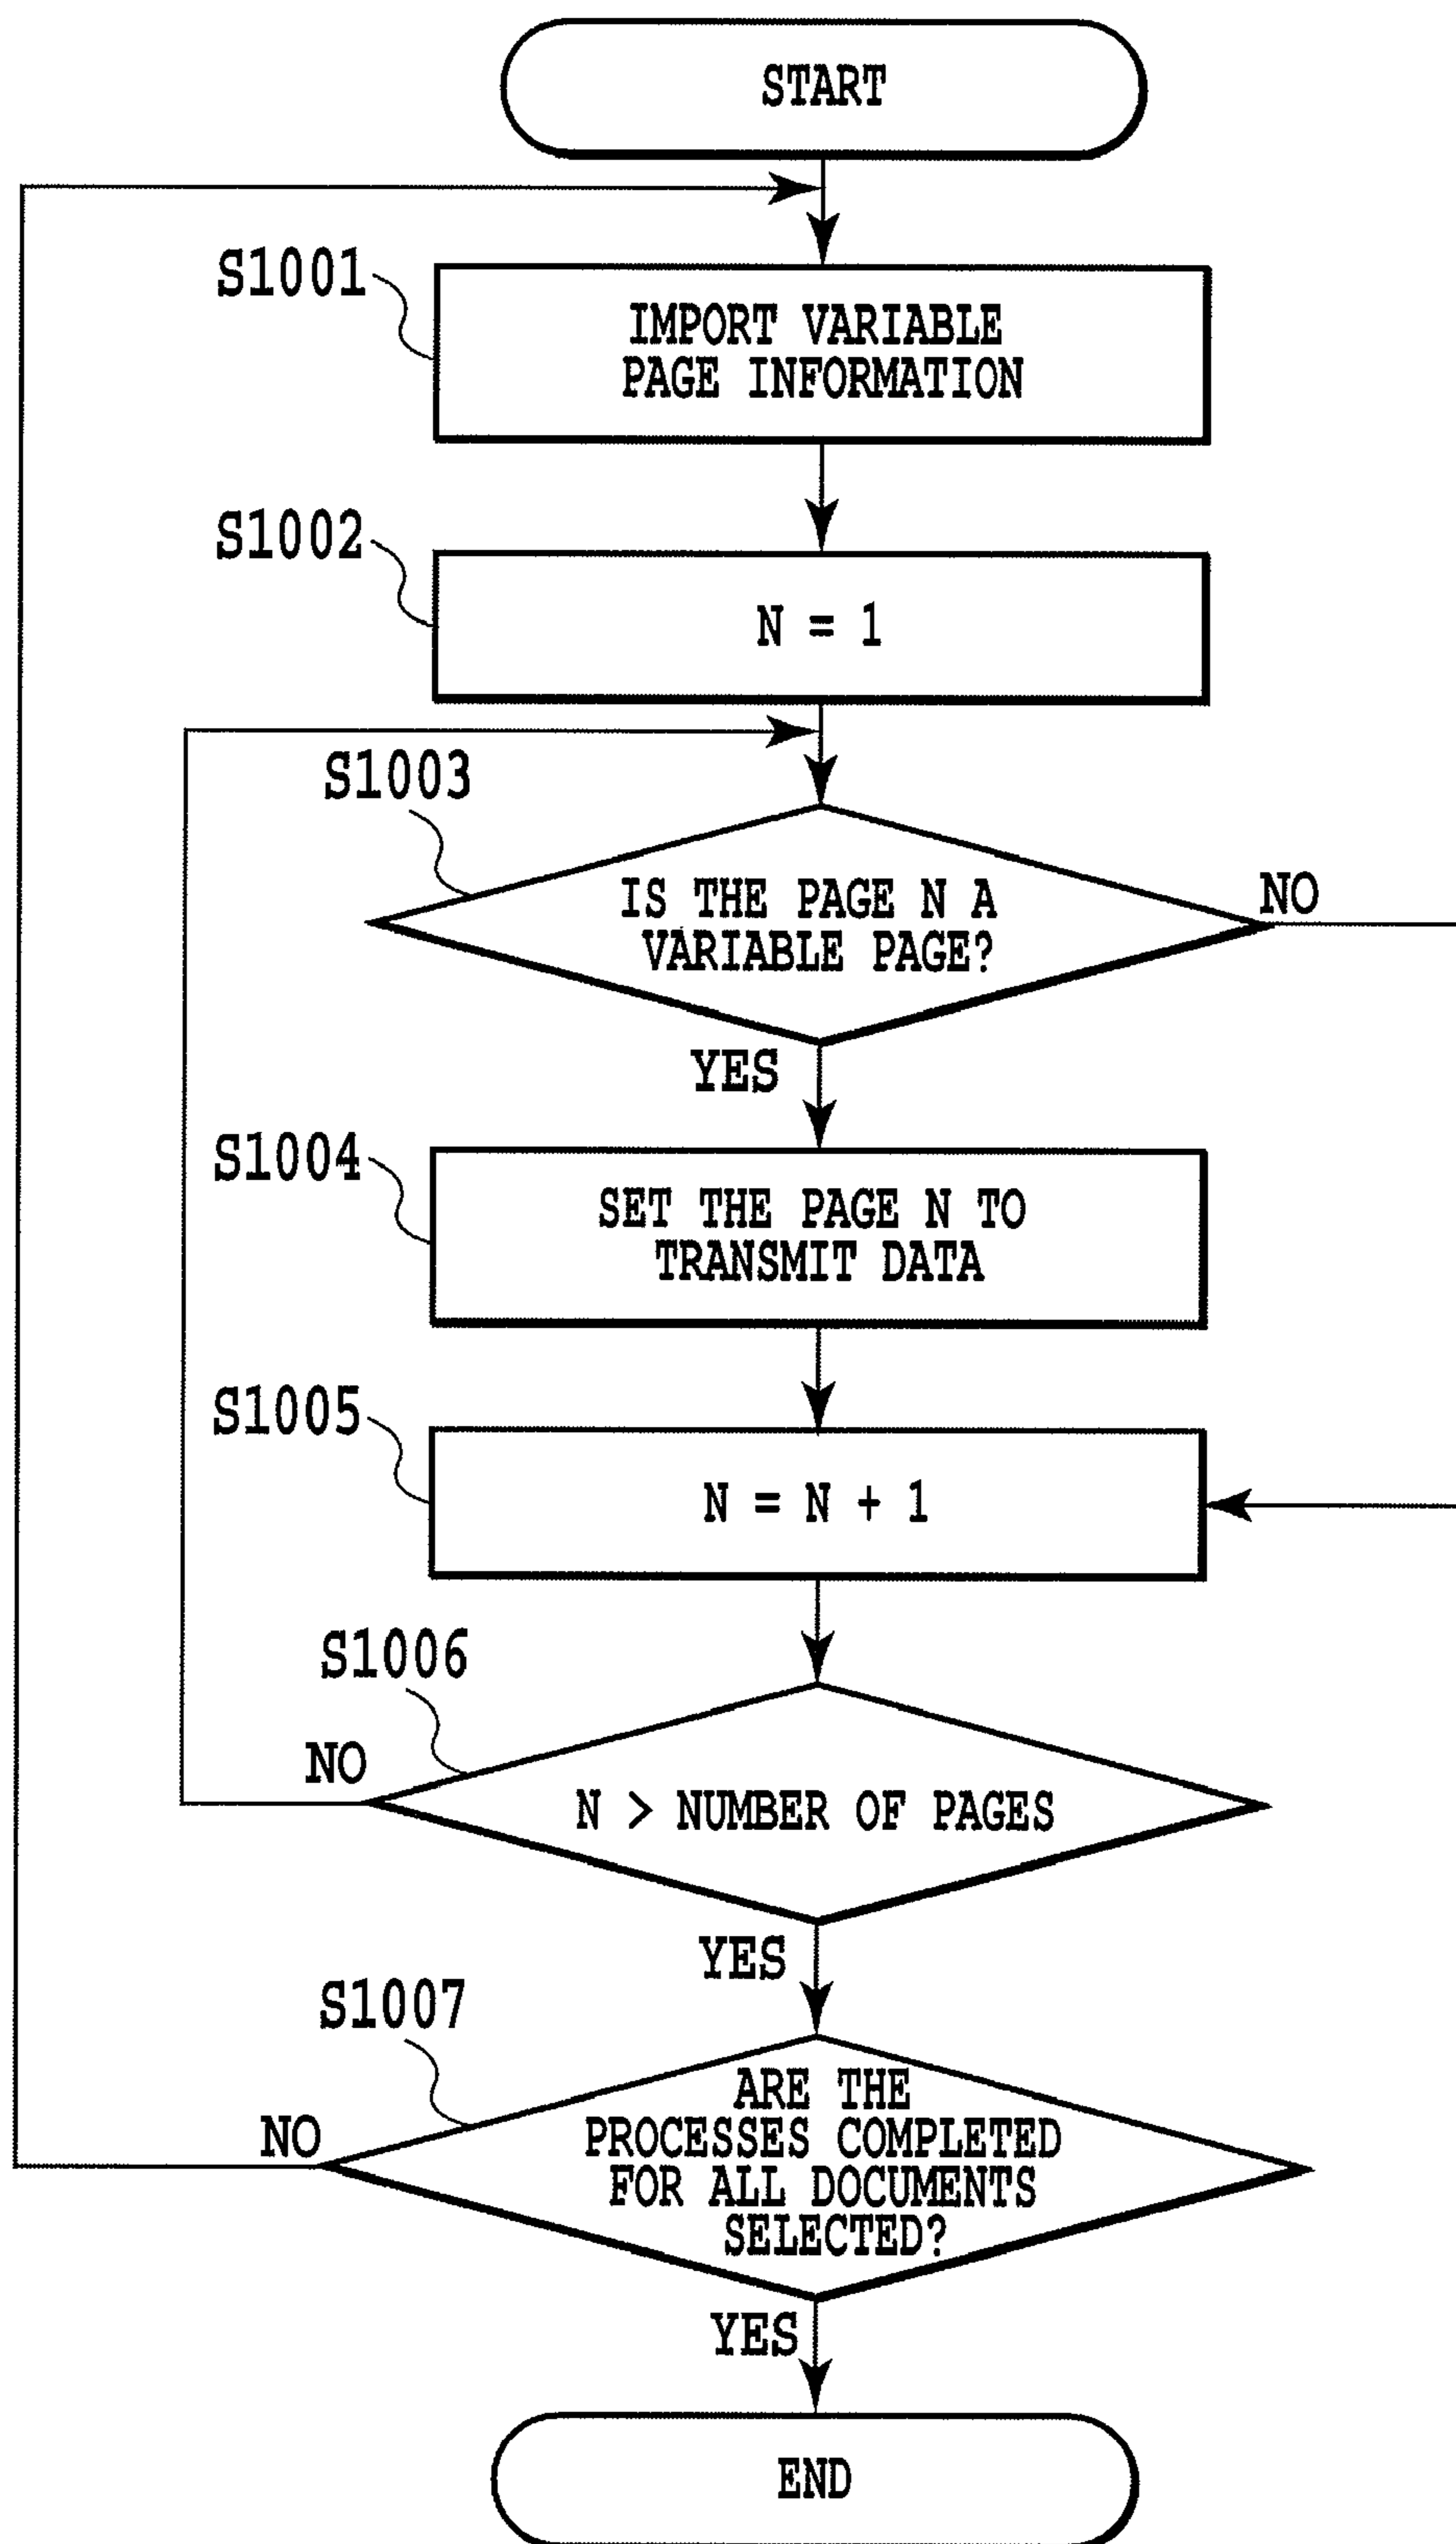 START
S1001
IMPORT VARIABLE
PAGE INFORMATION
S1002
N = 1
S1003
IS THE PAGE N A
VARIABLE PAGE?
NO
YES
S1004
SET THE PAGE N TO
TRANSMIT DATA
S1005
N = N + 1
S1006
NO
N > NUMBER OF PAGES
YES
S1007
NO
ARE THE
PROCESSES COMPLETED
FOR ALL DOCUMENTS
SELECTED?
YES
END